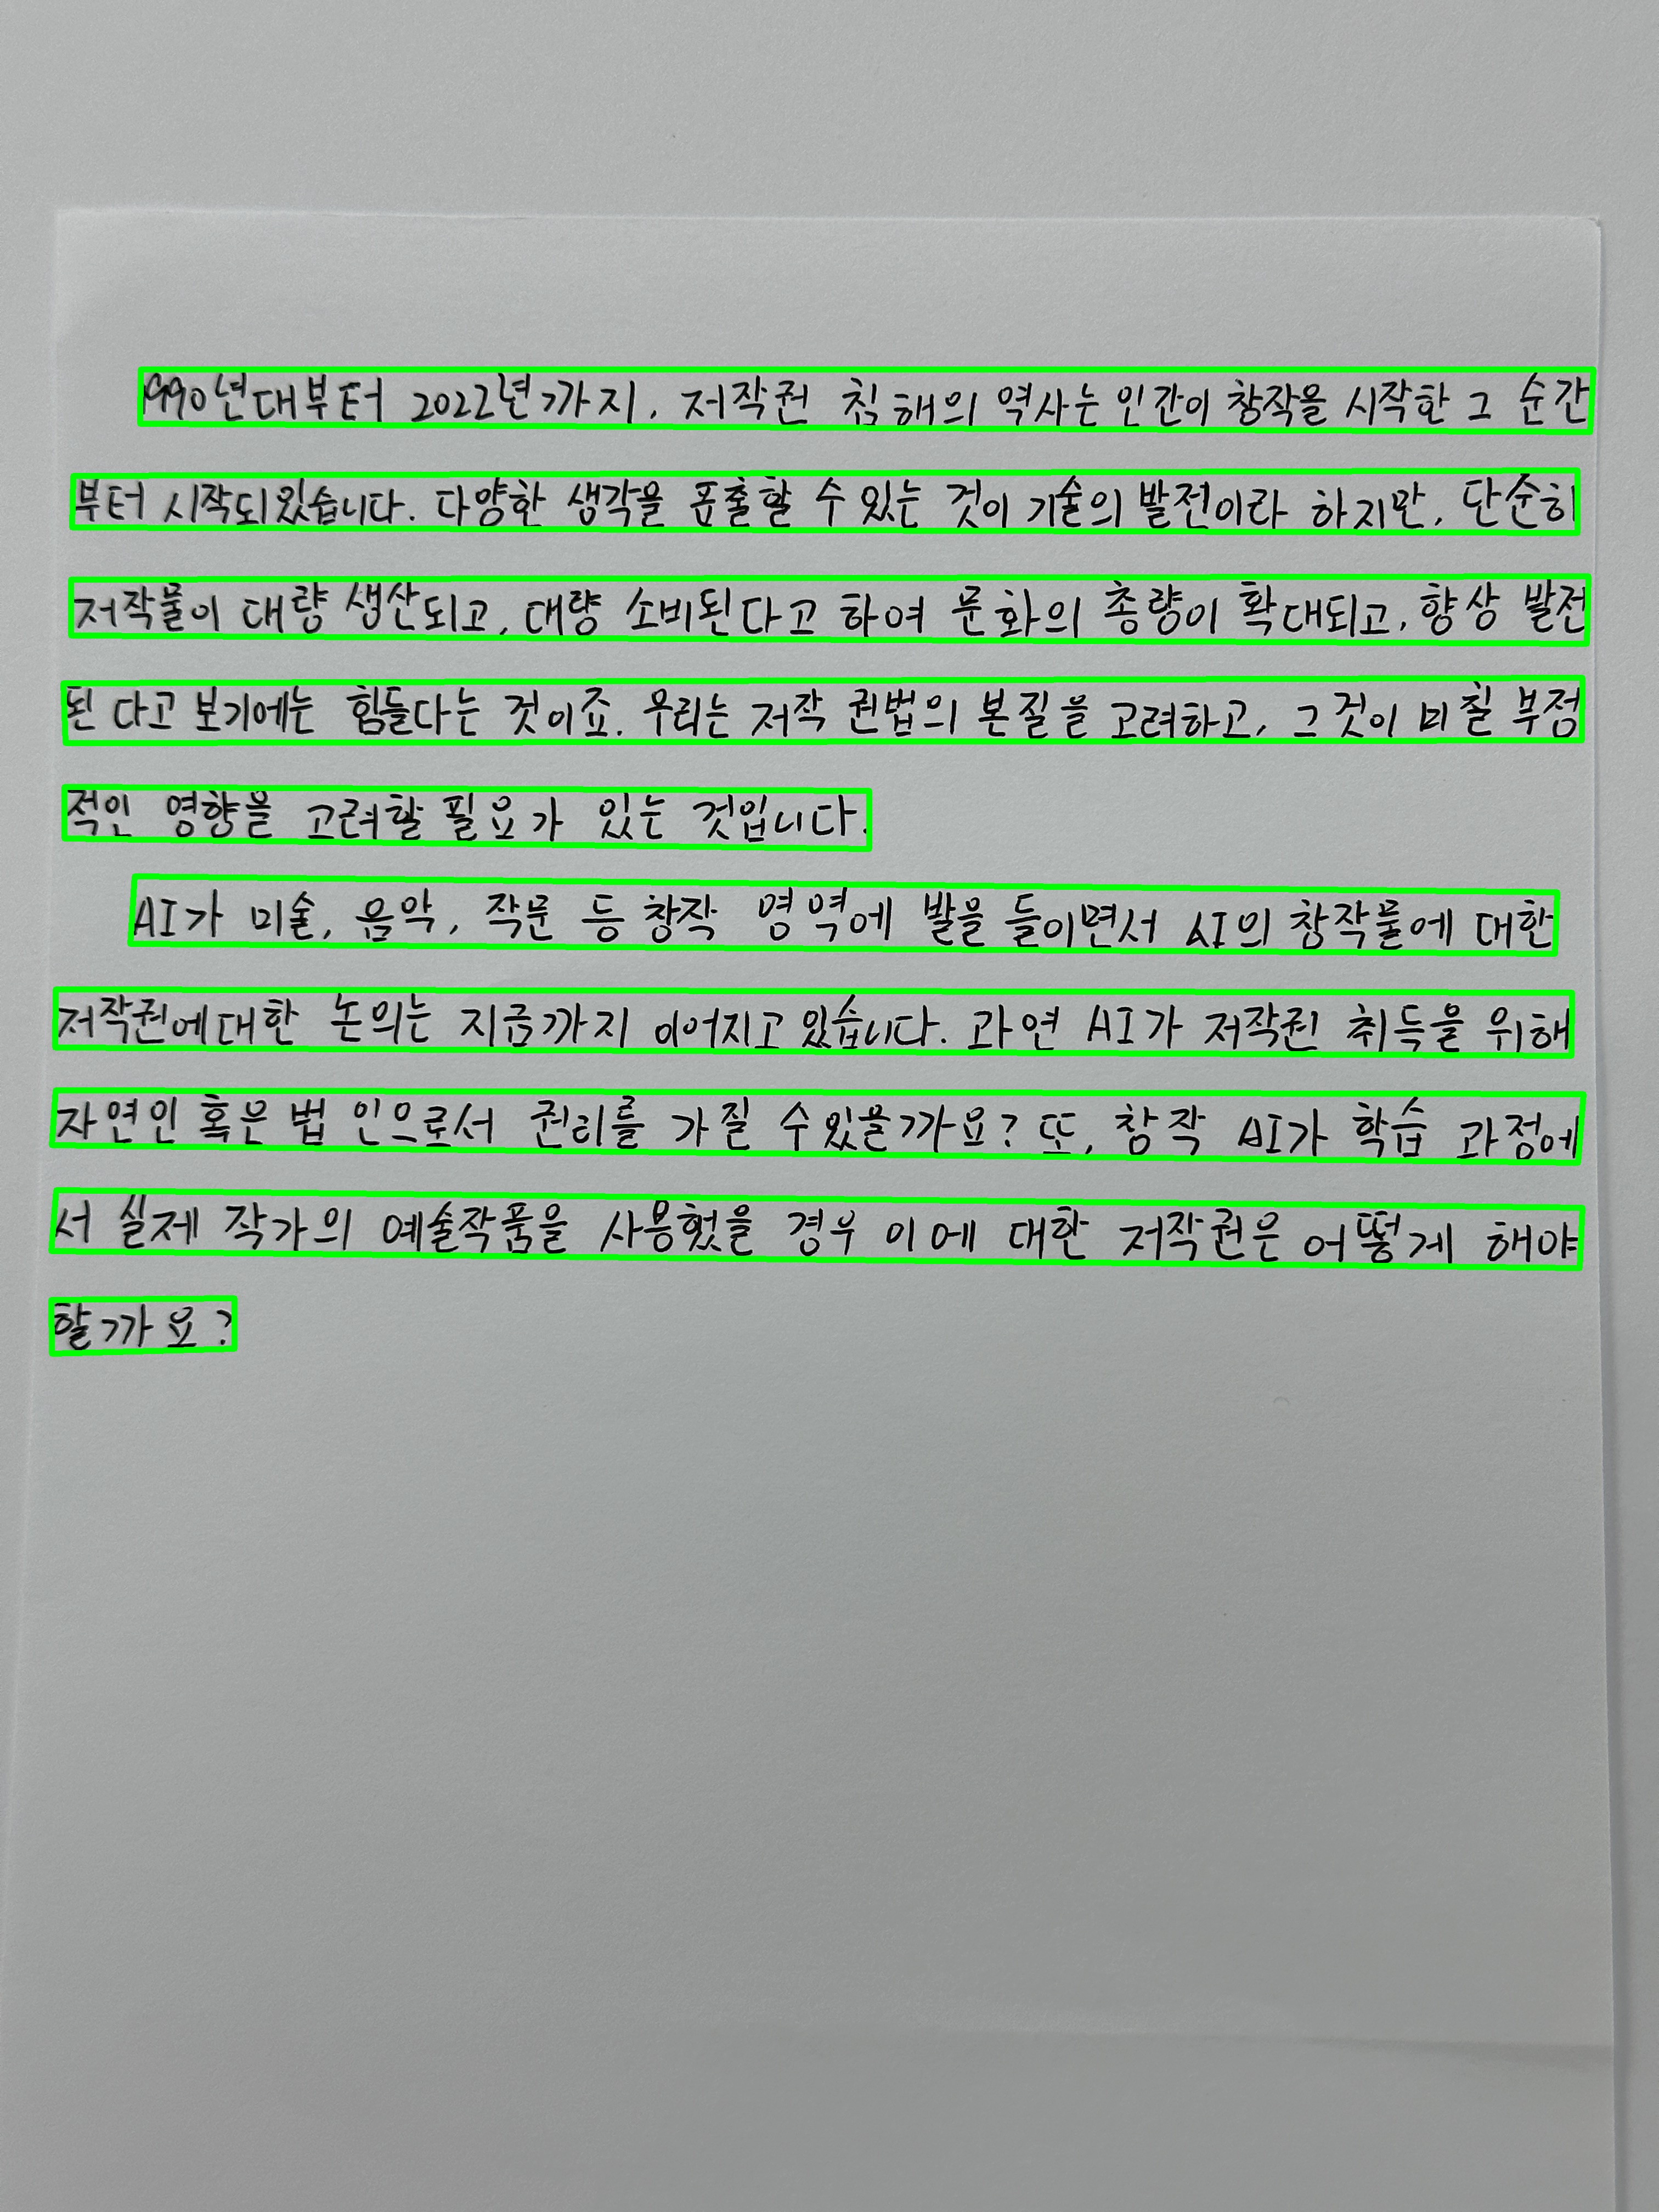 1990년대부터 2022년까지, 저작권 침해의 역사는 인간이 창작을 시작한 그 순간
부터 시작되있습니다. 다양한 생각을 표출할 수 있는 것이 기술의 발전이라 하지만, 단순히
저작물이 대량 생산되고, 대량 소비된다고 하여 문화의 총량이 확대되고, 향상 발전
된 다고 보기에는 힘들다는 것이죠. 우리는 저작 권법의 본질을 고려하고, 그것이 미칠 부정
적인 영향을 고려할 필요가 있는 것입니다.
AI가 미술, 음악, 작문 등 창작 영역에 발을 들이면서 AI의 창작물에 대한
저작권에대한 논의는 지금까지 이어지고 있습니다. 과연 AI가 저작권 취득을 위해
자연인 혹은 법 인으로서 권리를 가질 수있을까요? 또, 창작 AI가 학습 과정에
서 실제 작가의 예술작품을 사용했을 경우 이에 대한 저작권은 어떻게 해야
할까요?